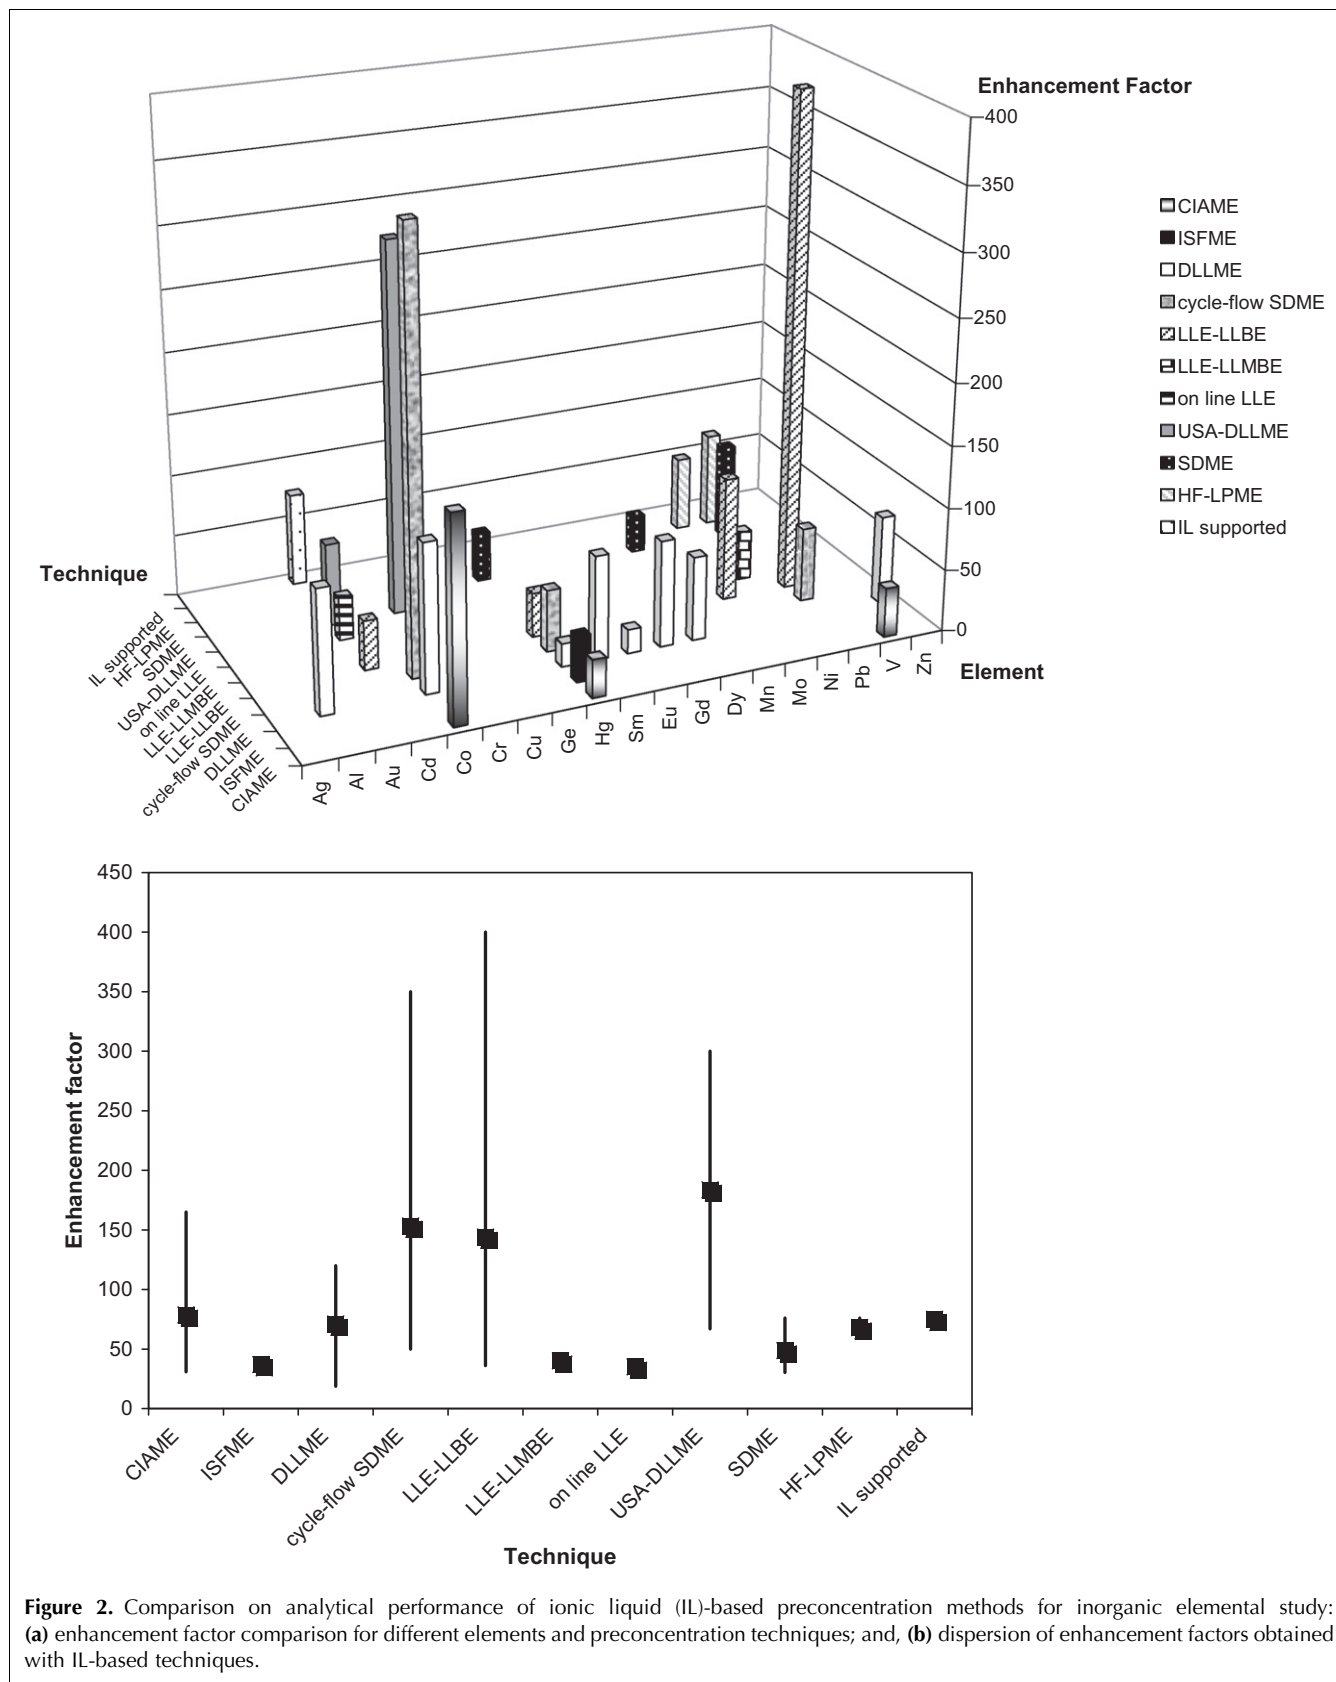 Enhancement Factor
400
350
300
250
200
150
100
50
0
CIAME
ISFME
DLLME
cycle-flow SDME
LLE-LLBE
LLE-LLMBE
on line LLE
USA-DLLME
SDME
HF-LPME
IL supported
Technique
IL supported
HF-LPME
SDME
USA-DLLME
on line LLE
LLE-LLMBE
LLE-LLBE
cycle-flow SDME
DLLME
ISFME
CIAME
Ag
Al
Au
Cd
Co
Cr
Cu
Ge
Hg
Sm
Eu
Gd
Dy
Mn
Mo
Ni
Pb
V
Zn
Element
450
400
350
300
250
200
150
100
50
0
Enhancement factor
CIAME
ISFME
DLLME
cycle-flow SDME
LLE-LLBE
LLE-LLMBE
on line LLE
USA-DLLME
SDME
HF-LPME
IL supported
Technique
Figure 2. Comparison on analytical performance of ionic liquid (IL)-based preconcentration methods for inorganic elemental study:
(a) enhancement factor comparison for different elements and preconcentration techniques; and, (b) dispersion of enhancement factors obtained
with IL-based techniques.